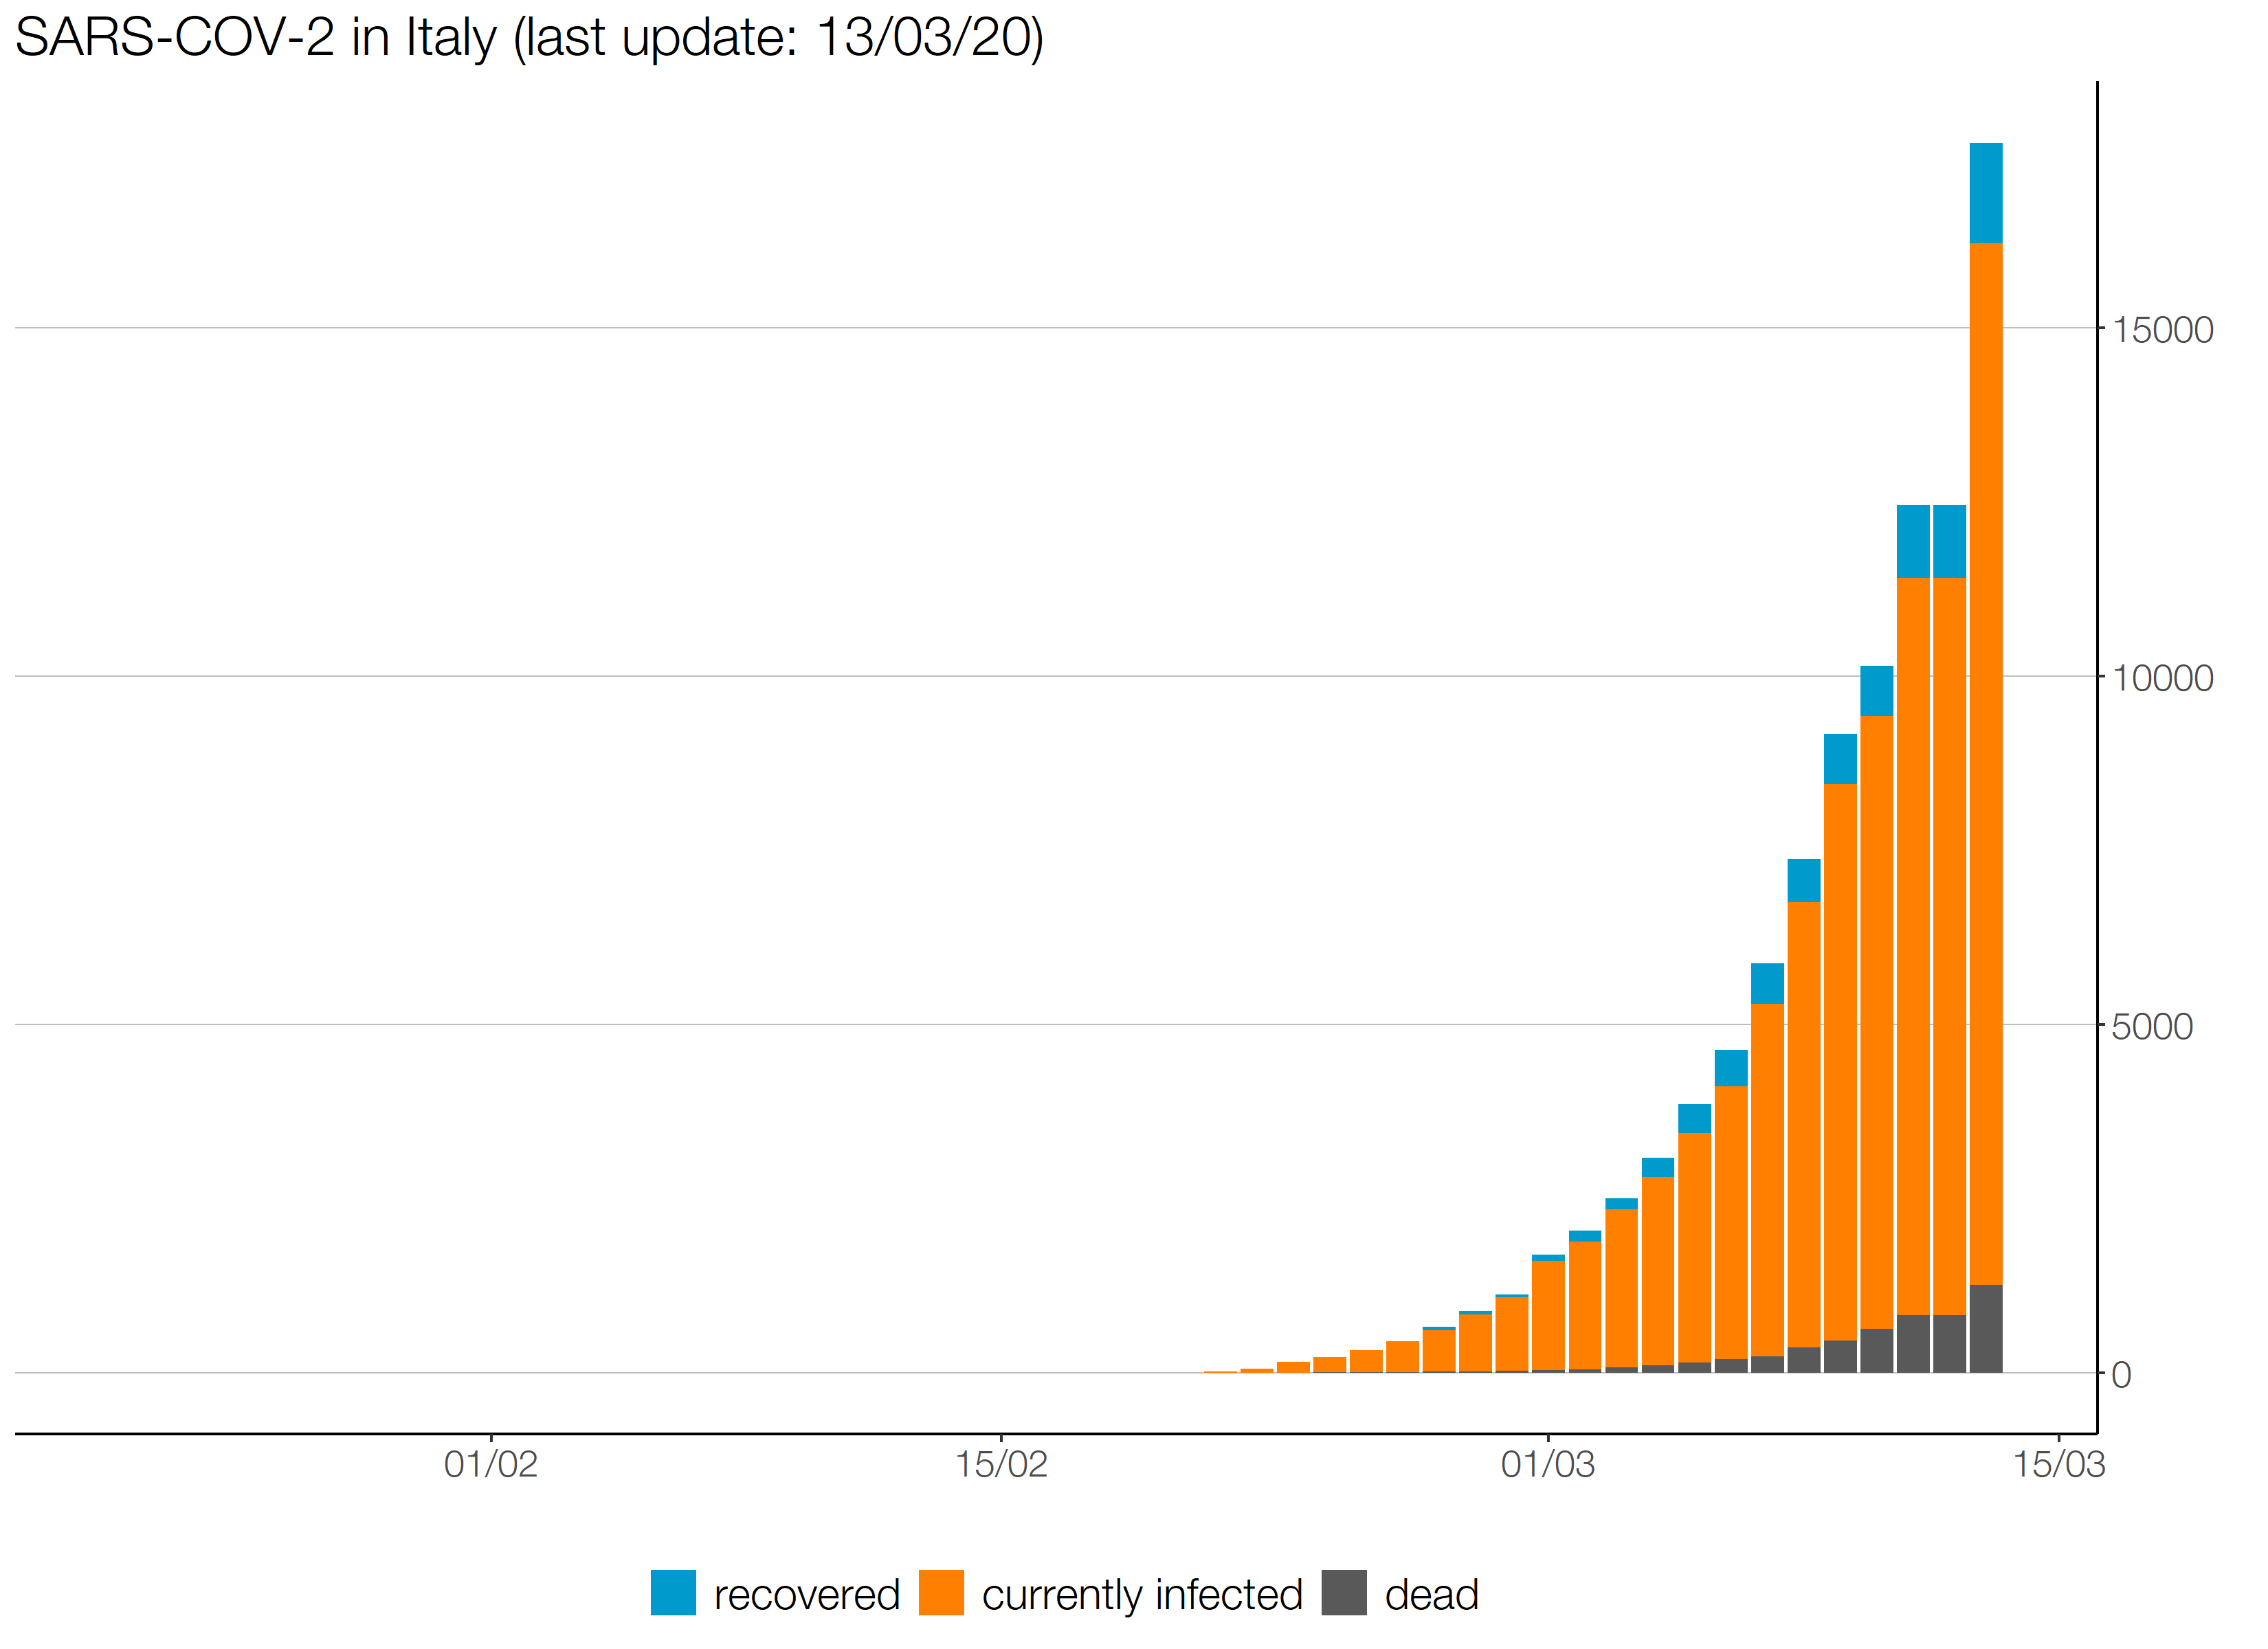 SARS-COV-2 in Italy (last update: 13/03/20)
15000
10000
5000
0
01/02 15/02 01/03 15/03
recovered currently infected dead